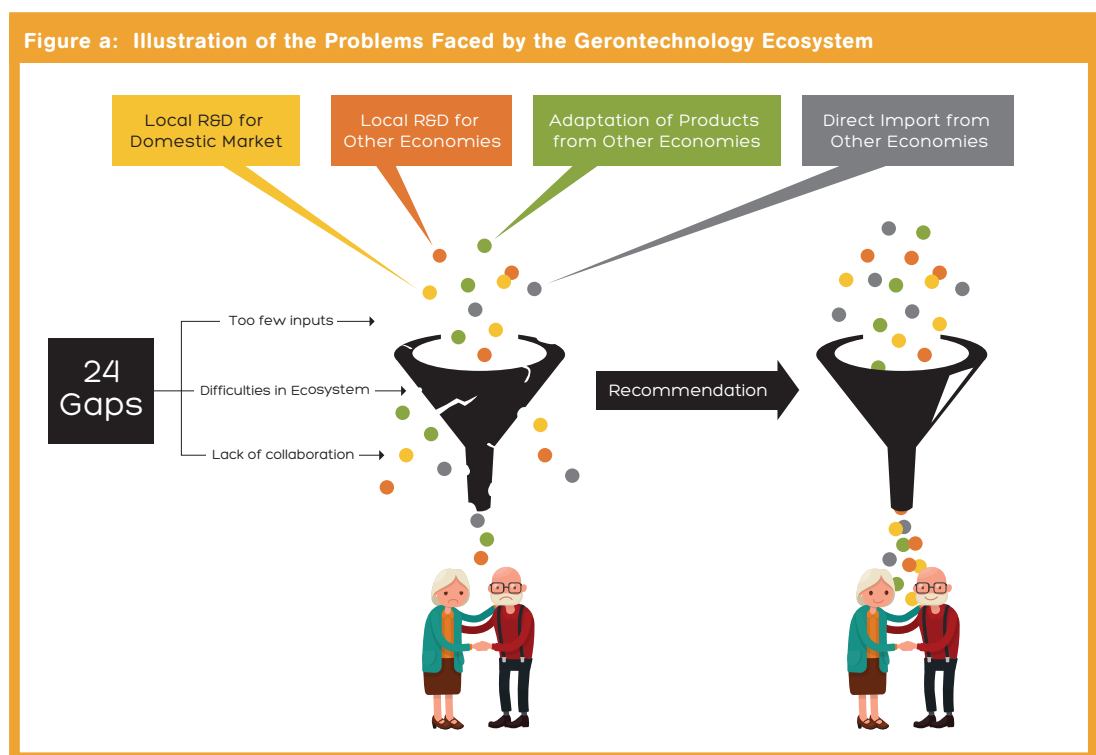 Figure a: Illustration of the Problems Faced by the Gerontechnology Ecosystem
Local R&D for
Domestic Market
Local R&D for
Other Economies
Adaptation of Products
from Other Economies
Direct Import from
Other Economies
24
Gaps
Too few inputs
Difficulties in Ecosystem
Lack of collaboration
Recommendation